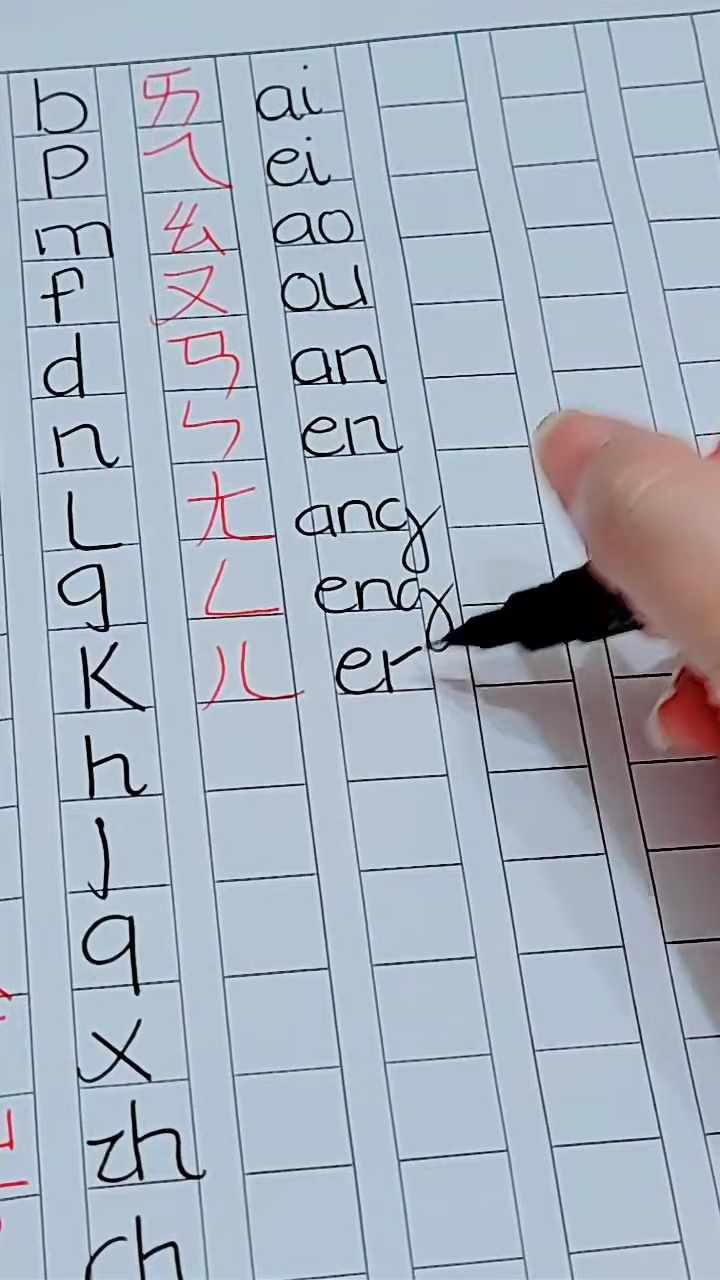 b ㄞ ai
p ㄟ ei
m ㄠ ao
f ㄡ ou
d ㄢ an
n ㄣ en
L ㄤ ang
g ㄥ eng
K ㄦ er
h
j
q
x
zh
ch